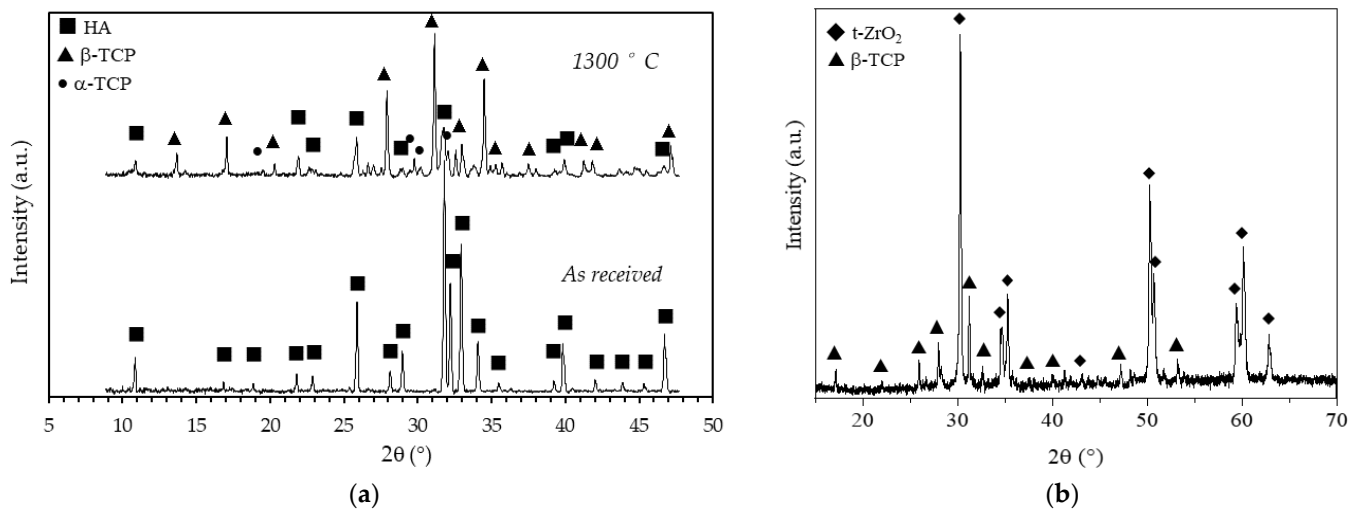 HA
β-TCP
α-TCP
1300 ° C
As received
Intensity (a.u.)
5 10 15 20 25 30 35 40 45 50
2θ (°)
(a)
t-ZrO2
β-TCP
Intensity (a.u.)
20 30 40 50 60 70
2θ (°)
(b)